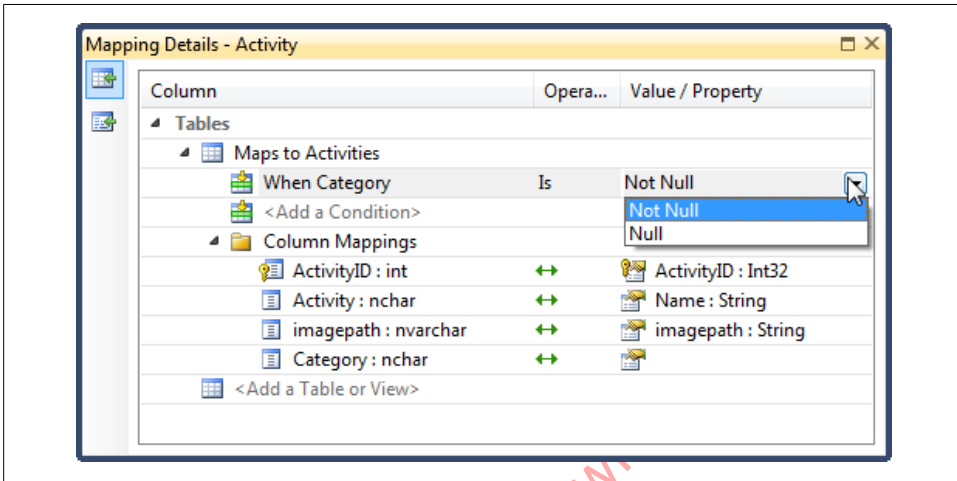 Mapping Details - Activity
Column Opera... Value / Property
Tables
Maps to Activities
When Category Is Not Null
<Add a Condition> Not Null
Null
Column Mappings
ActivityID : int ActivityID : Int32
Activity : nchar Name : String
imagepath : nvarchar imagepath : String
Category : nchar
<Add a Table or View>